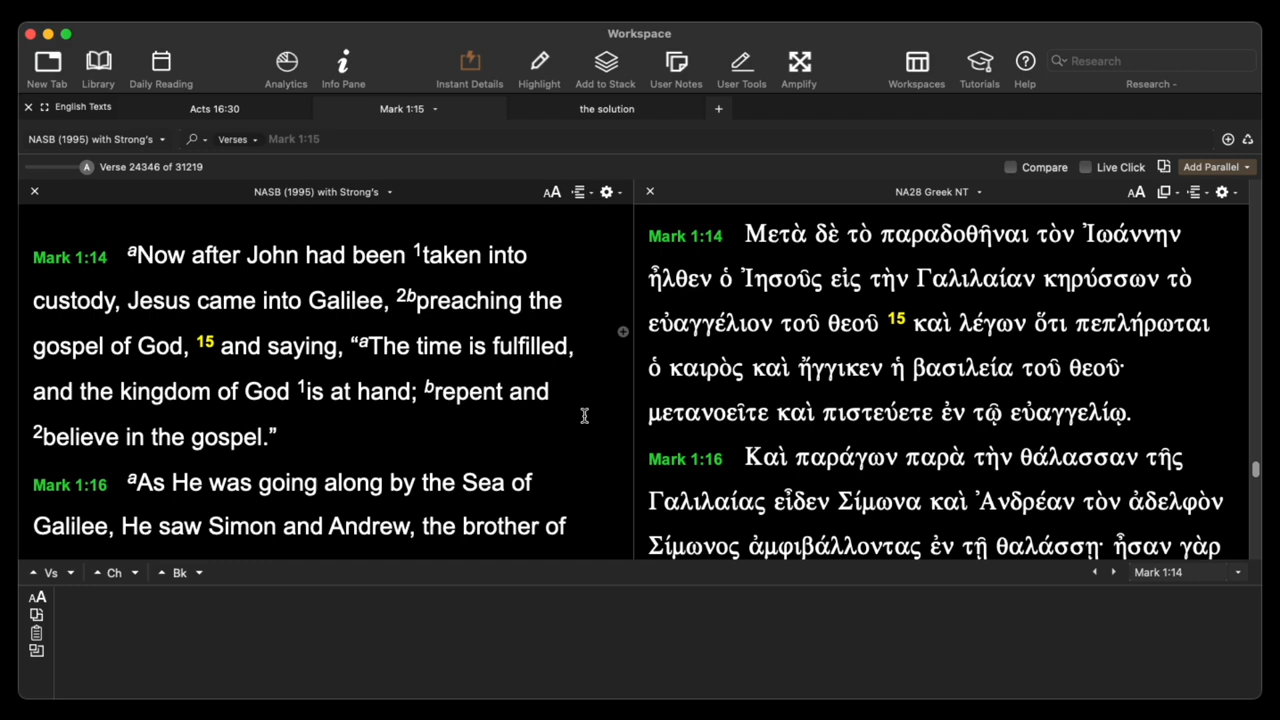 Workspace
New Tab Library Daily Reading Analytics Info Pane Instant Details Highlight Add to Stack User Notes User Tools Amplify Workspaces Tutorials Help Research
Research
English Texts Acts 16:30 Mark 1:15 the solution +
NASB (1995) with Strong's Verses Mark 1:15
A Verse 24346 of 31219 Compare Live Click Add Parallel
NASB (1995) with Strong's AA
Mark 1:14 aNow after John had been 1taken into
custody, Jesus came into Galilee, 2bpreaching the
gospel of God, 15 and saying, “aThe time is fulfilled,
and the kingdom of God 1is at hand; brepent and
2believe in the gospel.”
Mark 1:16 aAs He was going along by the Sea of
Galilee, He saw Simon and Andrew, the brother of
NA28 Greek NT AA
Mark 1:14 Μετὰ δὲ τὸ παραδοθῆναι τὸν Ἰωάννην
ἦλθεν ὁ Ἰησοῦς εἰς τὴν Γαλιλαίαν κηρύσσων τὸ
εὐαγγέλιον τοῦ θεοῦ 15 καὶ λέγων ὅτι πεπλήρωται
ὁ καιρὸς καὶ ἤγγικεν ἡ βασιλεία τοῦ θεοῦ·
μετανοεῖτε καὶ πιστεύετε ἐν τῷ εὐαγγελίῳ.
Mark 1:16 Καὶ παράγων παρὰ τὴν θάλασσαν τῆς
Γαλιλαίας εἶδεν Σίμωνα καὶ Ἀνδρέαν τὸν ἀδελφὸν
Σίμωνος ἀμφιβάλλοντας ἐν τῇ θαλάσσῃ· ἦσαν γὰρ
Vs Ch Bk Mark 1:14
AA